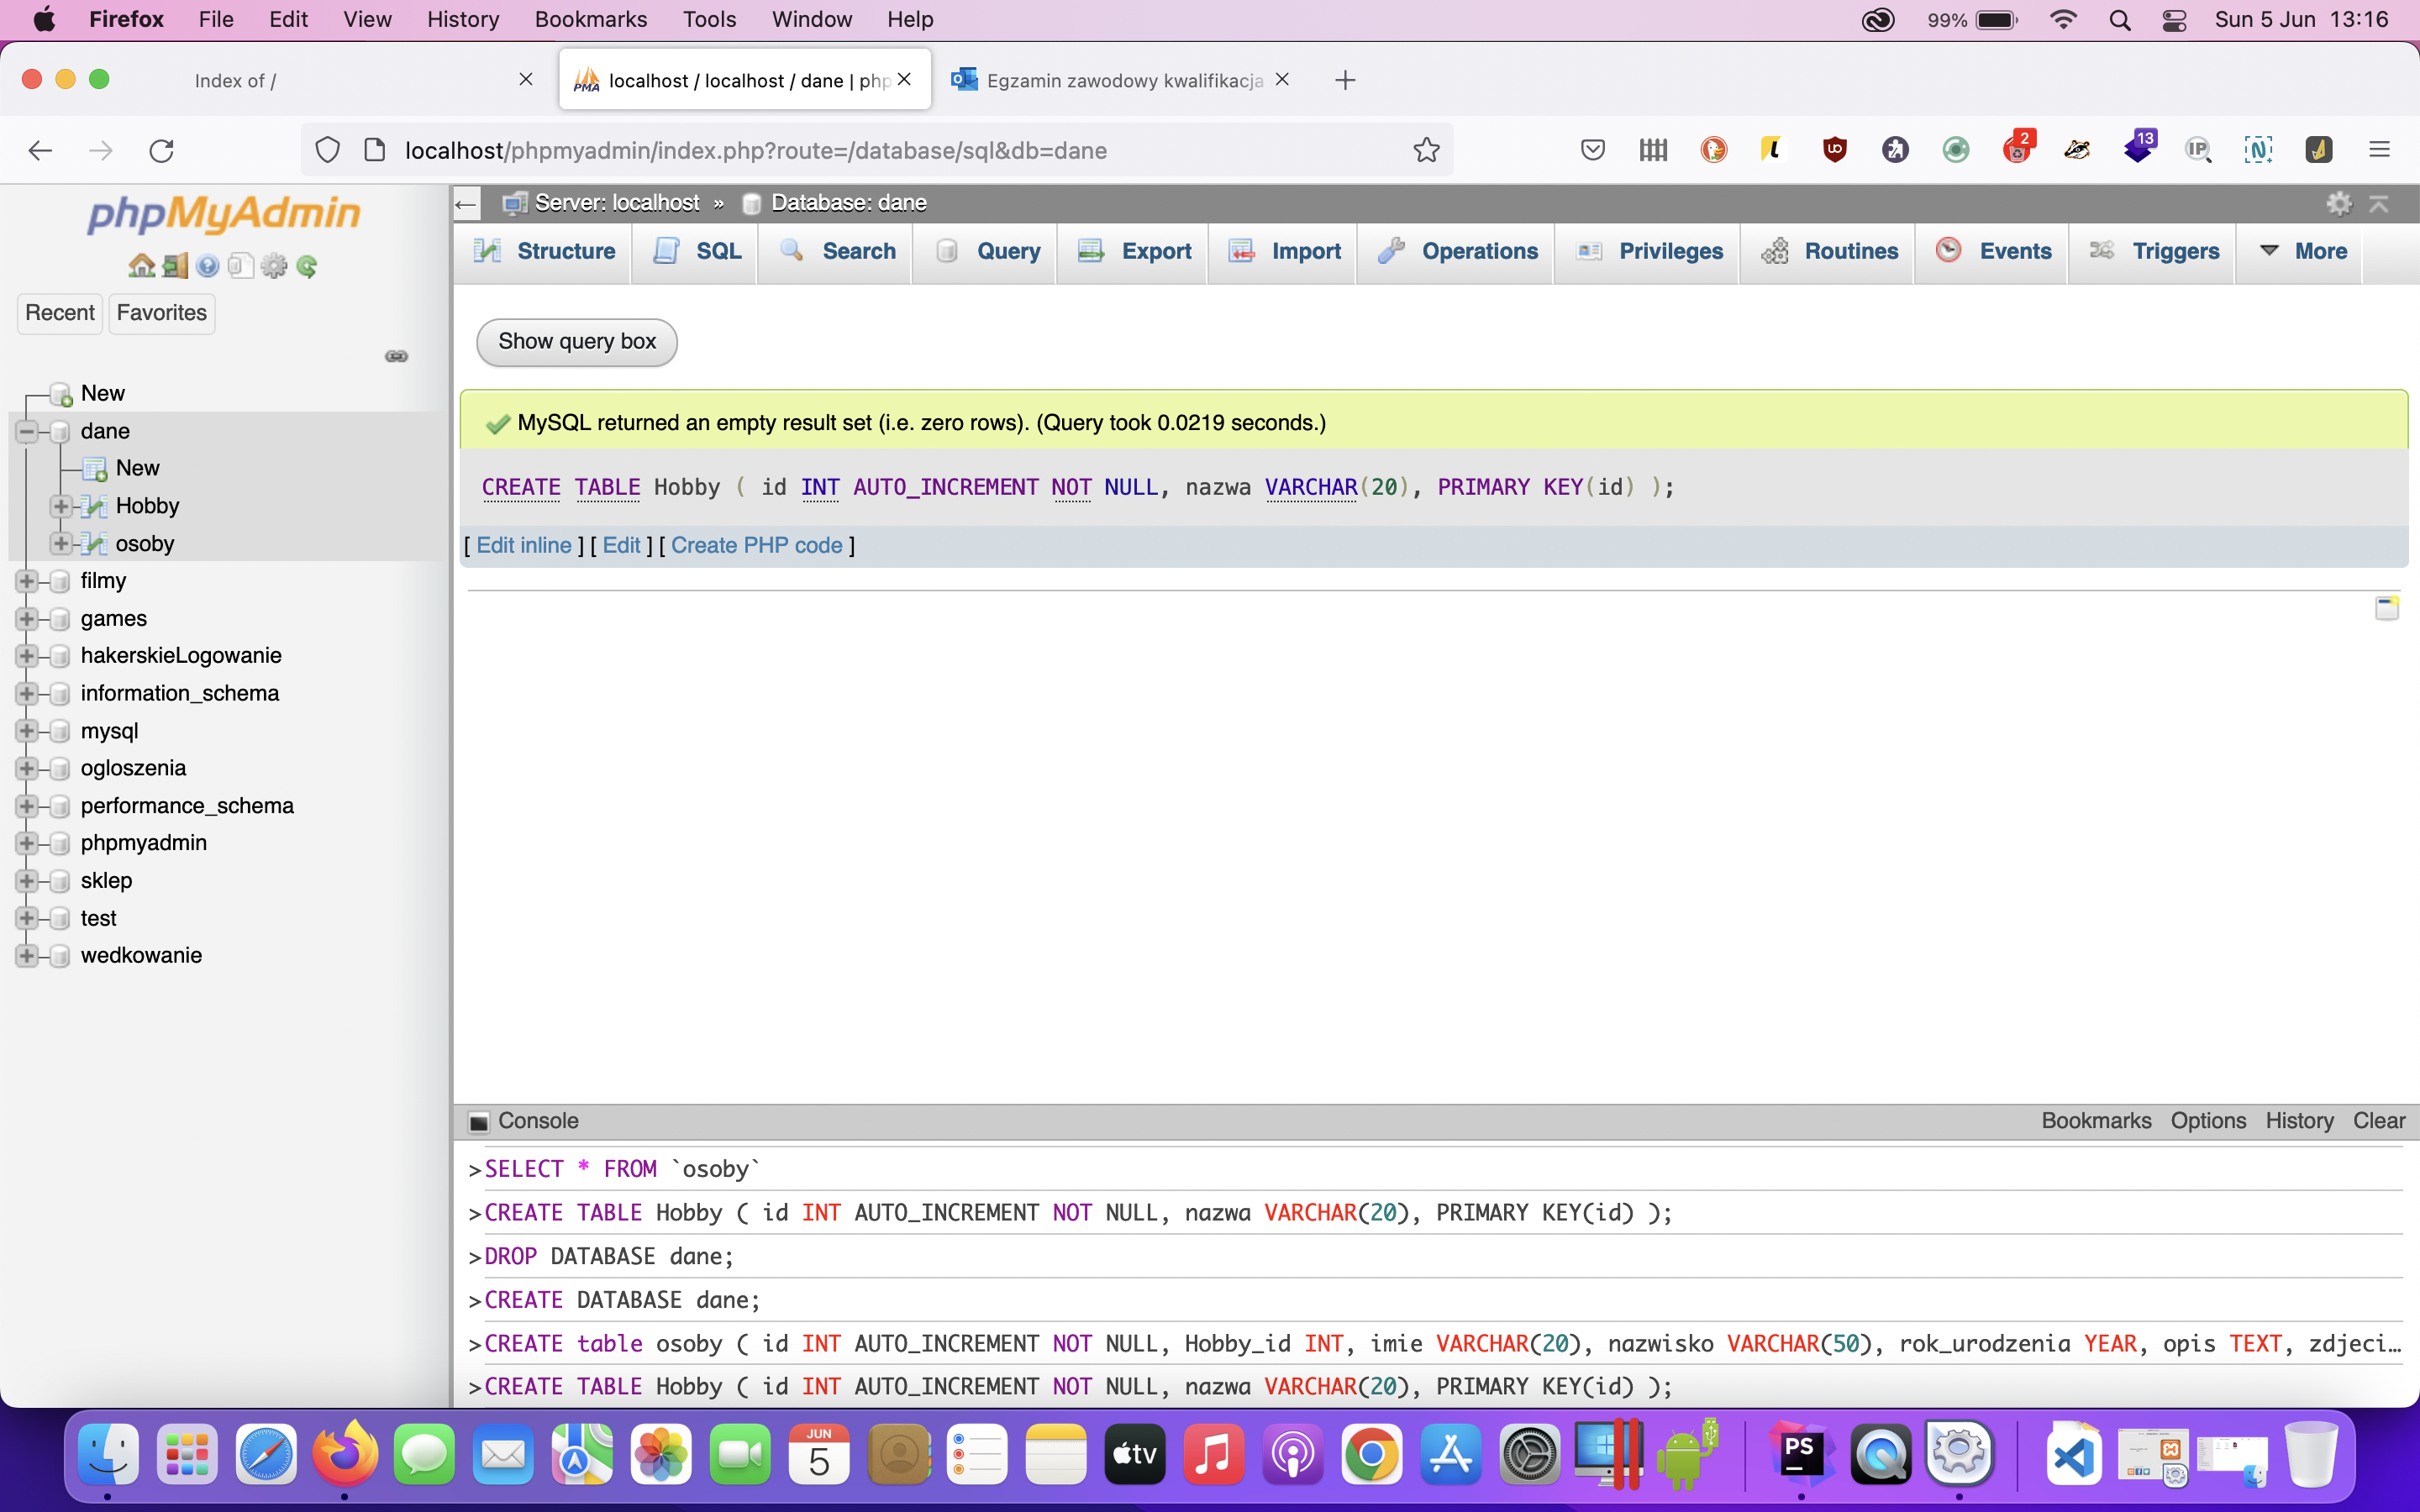 Firefox File Edit View History Bookmarks Tools Window Help 99% Sun 5 Jun 13:16
Index of / localhost / localhost / dane | php Egzamin zawodowy kwalifikacja
localhost/phpmyadmin/index.php?route=/database/sql&db=dane 2 13 IP
phpMyAdmin
Recent Favorites
New
dane
New
Hobby
osoby
filmy
games
hakerskieLogowanie
information_schema
mysql
ogloszenia
performance_schema
phpmyadmin
sklep
test
wedkowanie
Server: localhost » Database: dane
Structure SQL Search Query Export Import Operations Privileges Routines Events Triggers More
Show query box
MySQL returned an empty result set (i.e. zero rows). (Query took 0.0219 seconds.)
CREATE TABLE Hobby ( id INT AUTO_INCREMENT NOT NULL, nazwa VARCHAR(20), PRIMARY KEY(id) );
[ Edit inline ] [ Edit ] [ Create PHP code ]
Console Bookmarks Options History Clear
>SELECT * FROM `osoby`
>CREATE TABLE Hobby ( id INT AUTO_INCREMENT NOT NULL, nazwa VARCHAR(20), PRIMARY KEY(id) );
>DROP DATABASE dane;
>CREATE DATABASE dane;
>CREATE table osoby ( id INT AUTO_INCREMENT NOT NULL, Hobby_id INT, imie VARCHAR(20), nazwisko VARCHAR(50), rok_urodzenia YEAR, opis TEXT, zdjeci…
>CREATE TABLE Hobby ( id INT AUTO_INCREMENT NOT NULL, nazwa VARCHAR(20), PRIMARY KEY(id) );
JUN
5
tv
PS